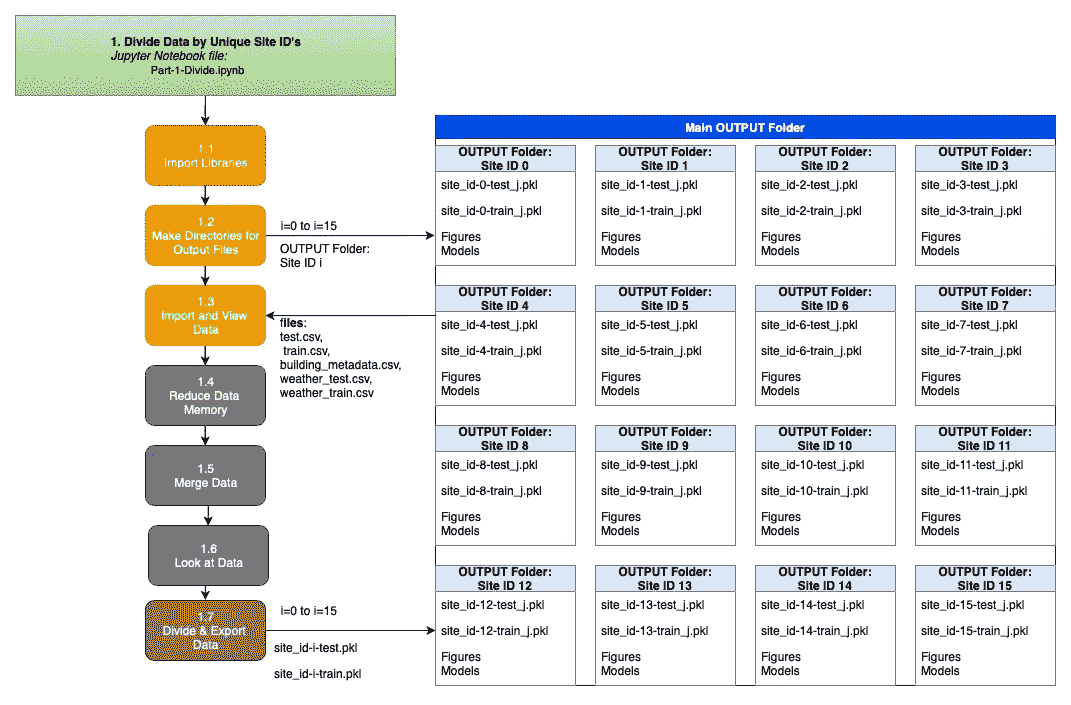 1. Divide Data by Unique Site ID's
Jupyter Notebook file:
Part-1-Divide.ipynb
1.1
Import Libraries
1.2
Make Directories for
Output Files
i=0 to i=15
OUTPUT Folder:
Site ID i
1.3
Import and View
Data
files:
test.csv,
train.csv,
building_metadata.csv,
weather_test.csv,
weather_train.csv
1.4
Reduce Data
Memory
1.5
Merge Data
1.6
Look at Data
1.7
Divide & Export
Data
i=0 to i=15
site_id-i-test.pkl
site_id-i-train.pkl
Main OUTPUT Folder
OUTPUT Folder:
Site ID 0
site_id-0-test_j.pkl
site_id-0-train_j.pkl
Figures
Models
OUTPUT Folder:
Site ID 1
site_id-1-test_j.pkl
site_id-1-train_j.pkl
Figures
Models
OUTPUT Folder:
Site ID 2
site_id-2-test_j.pkl
site_id-2-train_j.pkl
Figures
Models
OUTPUT Folder:
Site ID 3
site_id-3-test_j.pkl
site_id-3-train_j.pkl
Figures
Models
OUTPUT Folder:
Site ID 4
site_id-4-test_j.pkl
site_id-4-train_j.pkl
Figures
Models
OUTPUT Folder:
Site ID 5
site_id-5-test_j.pkl
site_id-5-train_j.pkl
Figures
Models
OUTPUT Folder:
Site ID 6
site_id-6-test_j.pkl
site_id-6-train_j.pkl
Figures
Models
OUTPUT Folder:
Site ID 7
site_id-7-test_j.pkl
site_id-7-train_j.pkl
Figures
Models
OUTPUT Folder:
Site ID 8
site_id-8-test_j.pkl
site_id-8-train_j.pkl
Figures
Models
OUTPUT Folder:
Site ID 9
site_id-9-test_j.pkl
site_id-9-train_j.pkl
Figures
Models
OUTPUT Folder:
Site ID 10
site_id-10-test_j.pkl
site_id-10-train_j.pkl
Figures
Models
OUTPUT Folder:
Site ID 11
site_id-11-test_j.pkl
site_id-11-train_j.pkl
Figures
Models
OUTPUT Folder:
Site ID 12
site_id-12-test_j.pkl
site_id-12-train_j.pkl
Figures
Models
OUTPUT Folder:
Site ID 13
site_id-13-test_j.pkl
site_id-13-train_j.pkl
Figures
Models
OUTPUT Folder:
Site ID 14
site_id-14-test_j.pkl
site_id-14-train_j.pkl
Figures
Models
OUTPUT Folder:
Site ID 15
site_id-15-test_j.pkl
site_id-15-train_j.pkl
Figures
Models